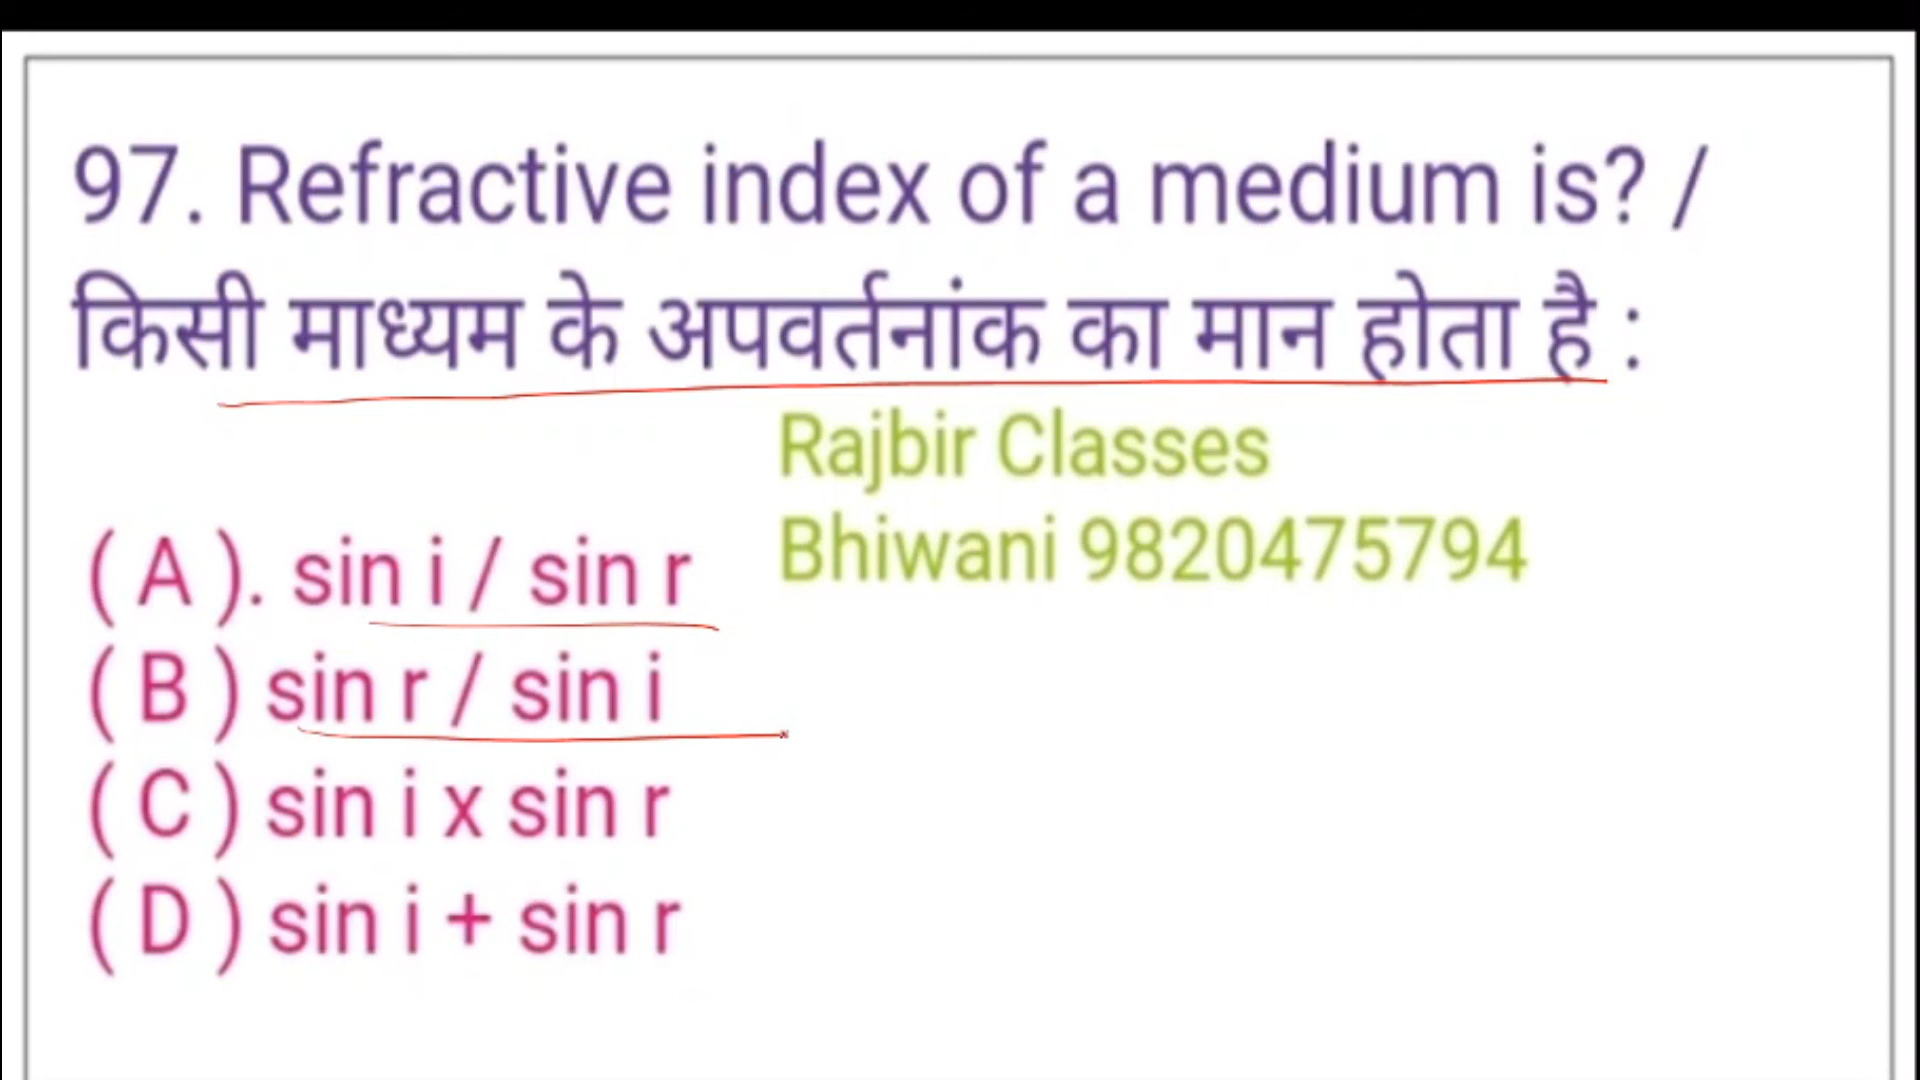 97. Refractive index of a medium is? /
किसी माध्यम के अपवर्तनांक का मान होता है :
Rajbir Classes
Bhiwani 9820475794
( A ). sin i / sin r
( B ) sin r / sin i
( C ) sin i x sin r
( D ) sin i + sin r